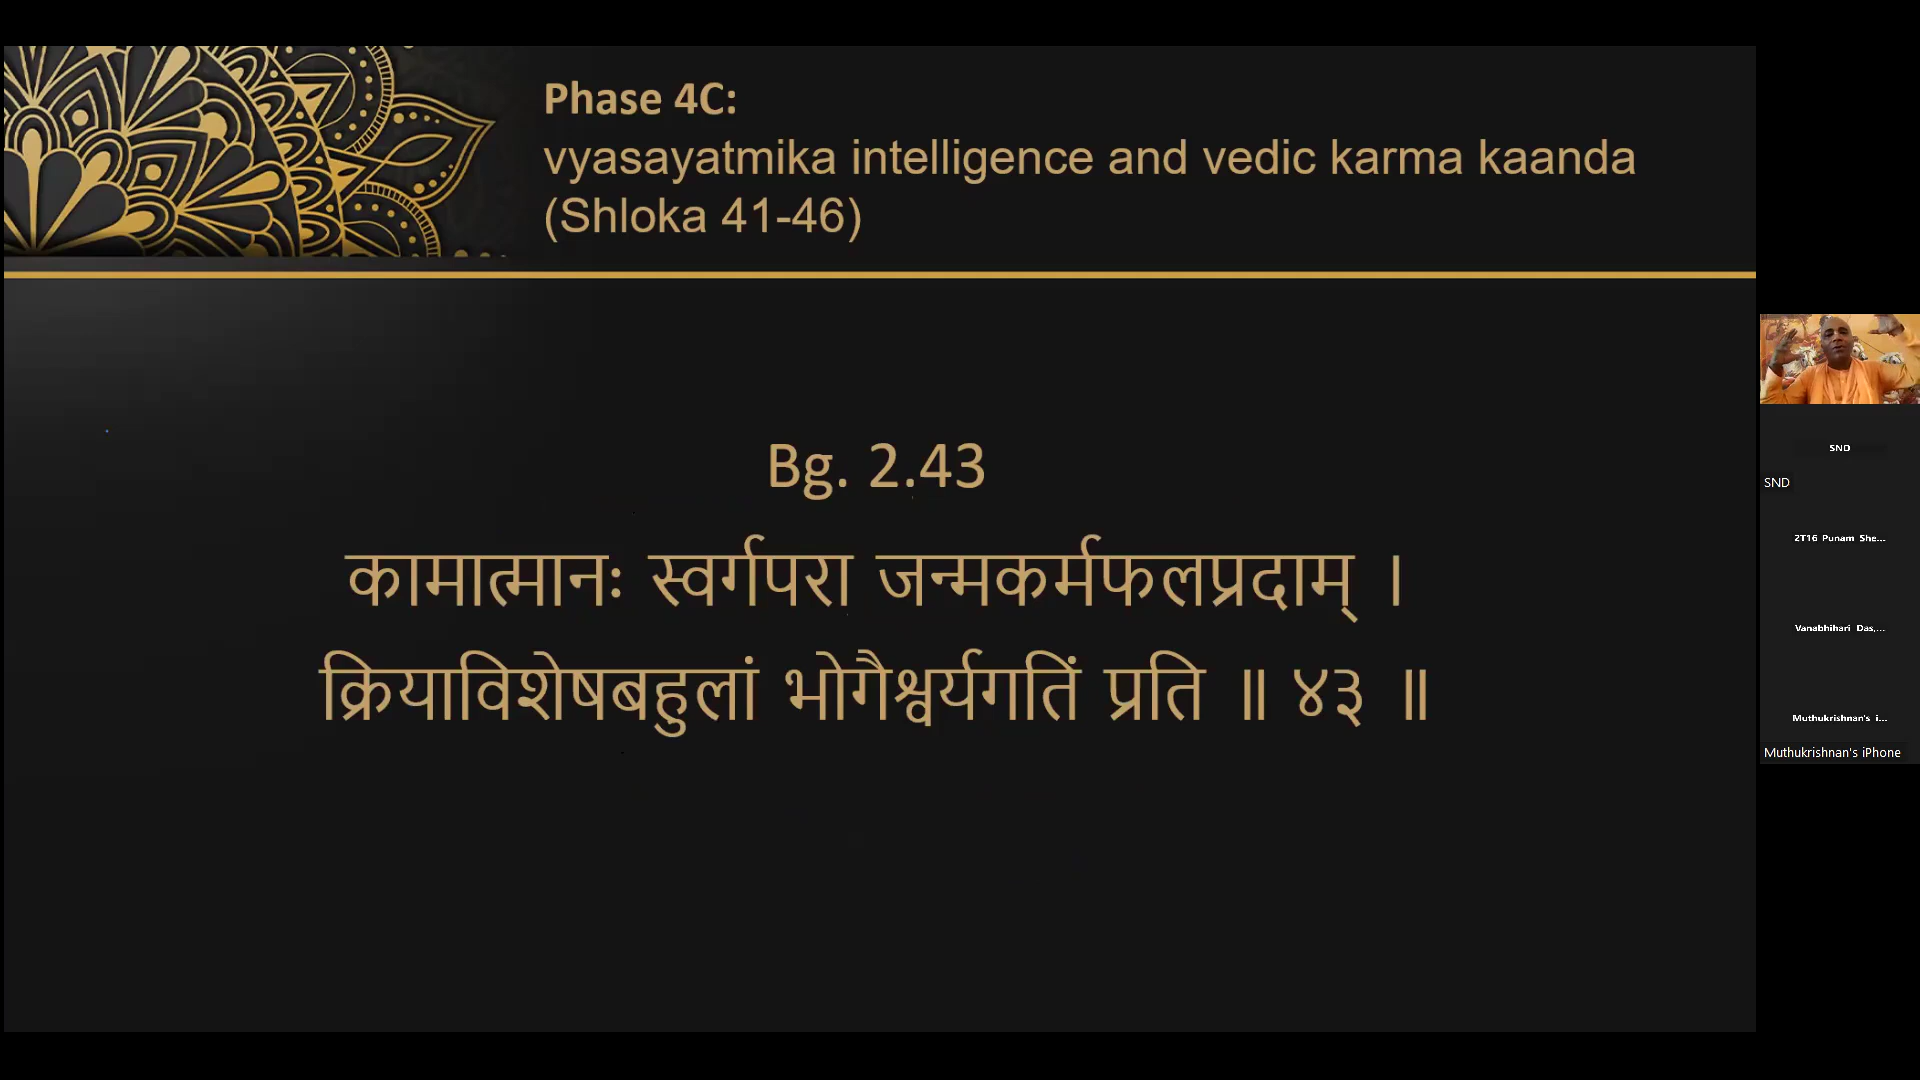 Phase 4C:
vyasayatmika intelligence and vedic karma kaanda
(Shloka 41-46)
Bg. 2.43
कामात्मानः स्वर्गपरा जन्मकर्मफलप्रदाम् ।
क्रियाविशेषबहुलां भोगैश्वर्यगतिं प्रति ॥ ४३ ॥
SND
SND
2T16 Punam She...
Vanabhihari Das,...
Muthukrishnan's i...
Muthukrishnan's iPhone